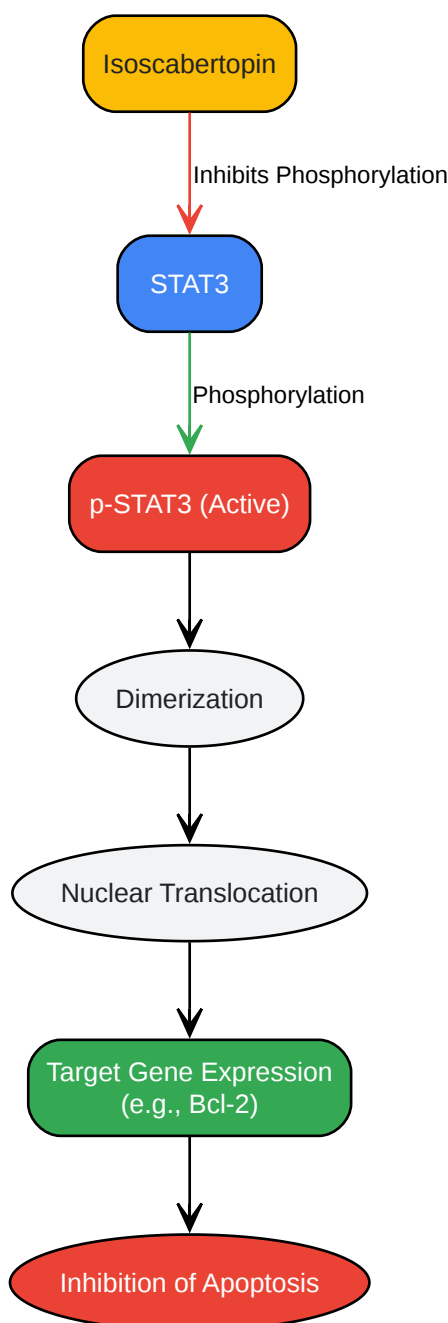 Isoscabertopin
Inhibits Phosphorylation
STAT3
Phosphorylation
p-STAT3 (Active)
Dimerization
Nuclear Translocation
Target Gene Expression
(e.g., Bcl-2)
Inhibition of Apoptosis